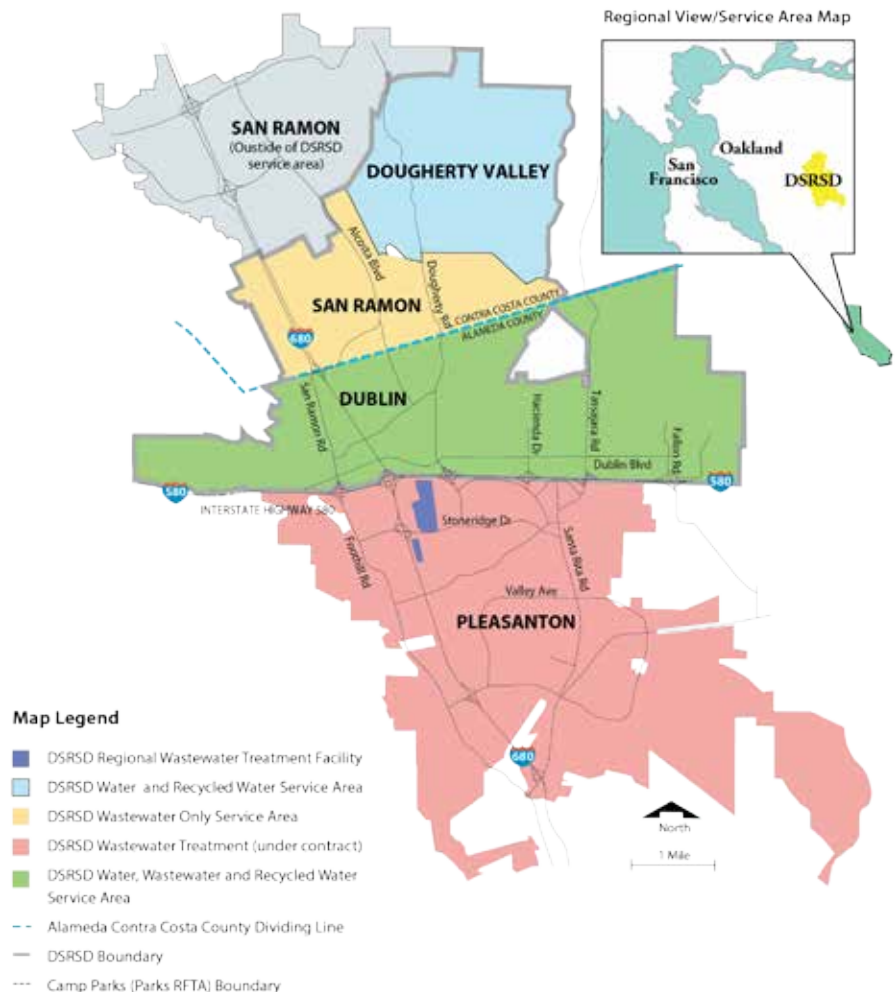 Regional View/Service Area Map
Oakland
San
Francisco
DSRSD
SAN RAMON
(Oustide of DSRSD
service area)
DOUGHERTY VALLEY
Alcosta Blvd
Dougherty Rd
SAN RAMON
CONTRA COSTA COUNTY
ALAMEDA COUNTY
680
DUBLIN
San Ramon Rd
Hacienda Dr
Tassajara Rd
Fallon Rd
Dublin Blvd
580
580
INTERSTATE HIGHWAY 580
Stoneridge Dr
Foothill Rd
Santa Rita Rd
Valley Ave
PLEASANTON
680
North
1 Mile
Map Legend
DSRSD Regional Wastewater Treatment Facility
DSRSD Water and Recycled Water Service Area
DSRSD Wastewater Only Service Area
DSRSD Wastewater Treatment (under contract)
DSRSD Water, Wastewater and Recycled Water
Service Area
Alameda Contra Costa County Dividing Line
DSRSD Boundary
Camp Parks (Parks RFTA) Boundary